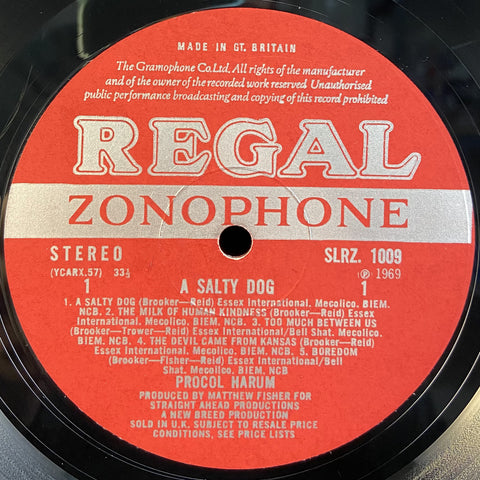 MADE IN GT. BRITAIN
The Gramophone Co.Ltd. All rights of the manufacturer
and of the owner of the recorded work reserved Unauthorised
public performance broadcasting and copying of this record prohibited
REGAL
ZONOPHONE
STEREO SLRZ. 1009
(YCARX.57) 33⅓ ℗ 1969
1 A SALTY DOG 1
1. A SALTY DOG (Brooker—Reid) Essex International. Mecolico. BIEM.
NCB. 2. THE MILK OF HUMAN KINDNESS (Brooker—Reid) Essex
International. Mecolico. BIEM. NCB. 3. TOO MUCH BETWEEN US
(Brooker—Trower—Reid) Essex International/Bell Shat. Mecolico.
BIEM. NCB. 4. THE DEVIL CAME FROM KANSAS (Brooker—Reid)
Essex International. Mecolico. BIEM. NCB. 5. BOREDOM
(Brooker—Fisher—Reid) Essex International/Bell
Shat. Mecolico. BIEM. NCB
PROCOL HARUM
PRODUCED BY MATTHEW FISHER FOR
STRAIGHT AHEAD PRODUCTIONS
A NEW BREED PRODUCTION
SOLD IN U.K. SUBJECT TO RESALE PRICE
CONDITIONS, SEE PRICE LISTS